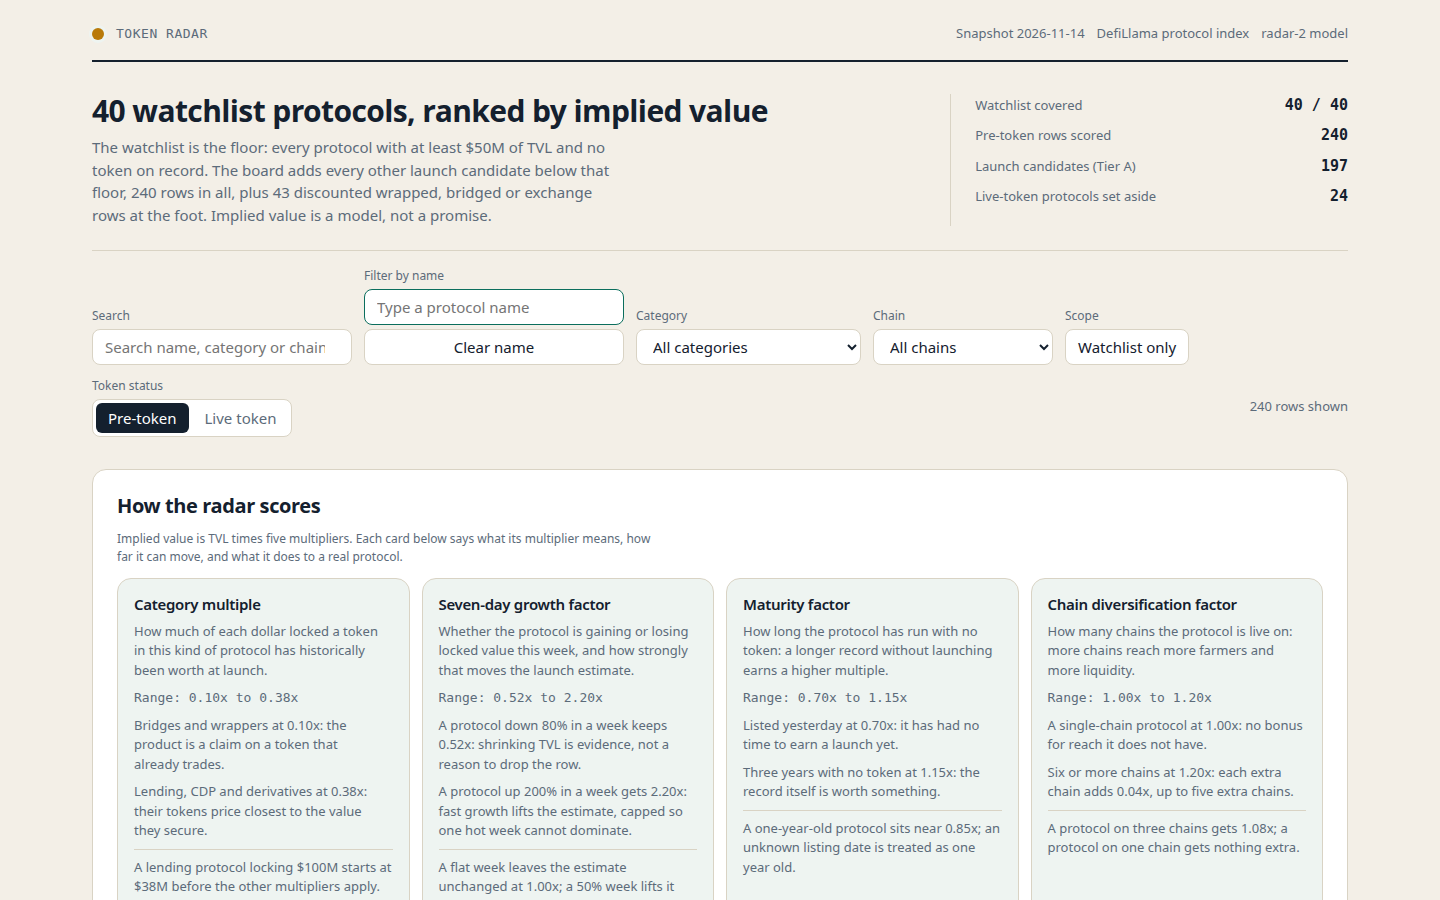 TOKEN RADAR
Snapshot 2026-11-14 DefiLlama protocol index radar-2 model
40 watchlist protocols, ranked by implied value
The watchlist is the floor: every protocol with at least $50M of TVL and no
token on record. The board adds every other launch candidate below that
floor, 240 rows in all, plus 43 discounted wrapped, bridged or exchange
rows at the foot. Implied value is a model, not a promise.
Watchlist covered 40 / 40
Pre-token rows scored 240
Launch candidates (Tier A) 197
Live-token protocols set aside 24
Search
Search name, category or chain
Filter by name
Type a protocol name
Clear name
Category
All categories
Chain
All chains
Scope
Watchlist only
Token status
Pre-token Live token
240 rows shown
How the radar scores
Implied value is TVL times five multipliers. Each card below says what its multiplier means, how
far it can move, and what it does to a real protocol.
Category multiple
How much of each dollar locked a token
in this kind of protocol has historically
been worth at launch.
Range: 0.10x to 0.38x
Bridges and wrappers at 0.10x: the
product is a claim on a token that
already trades.
Lending, CDP and derivatives at 0.38x:
their tokens price closest to the value
they secure.
A lending protocol locking $100M starts at
$38M before the other multipliers apply.
Seven-day growth factor
Whether the protocol is gaining or losing
locked value this week, and how strongly
that moves the launch estimate.
Range: 0.52x to 2.20x
A protocol down 80% in a week keeps
0.52x: shrinking TVL is evidence, not a
reason to drop the row.
A protocol up 200% in a week gets 2.20x:
fast growth lifts the estimate, capped so
one hot week cannot dominate.
A flat week leaves the estimate
unchanged at 1.00x; a 50% week lifts it
Maturity factor
How long the protocol has run with no
token: a longer record without launching
earns a higher multiple.
Range: 0.70x to 1.15x
Listed yesterday at 0.70x: it has had no
time to earn a launch yet.
Three years with no token at 1.15x: the
record itself is worth something.
A one-year-old protocol sits near 0.85x; an
unknown listing date is treated as one
year old.
Chain diversification factor
How many chains the protocol is live on:
more chains reach more farmers and
more liquidity.
Range: 1.00x to 1.20x
A single-chain protocol at 1.00x: no bonus
for reach it does not have.
Six or more chains at 1.20x: each extra
chain adds 0.04x, up to five extra chains.
A protocol on three chains gets 1.08x; a
protocol on one chain gets nothing extra.